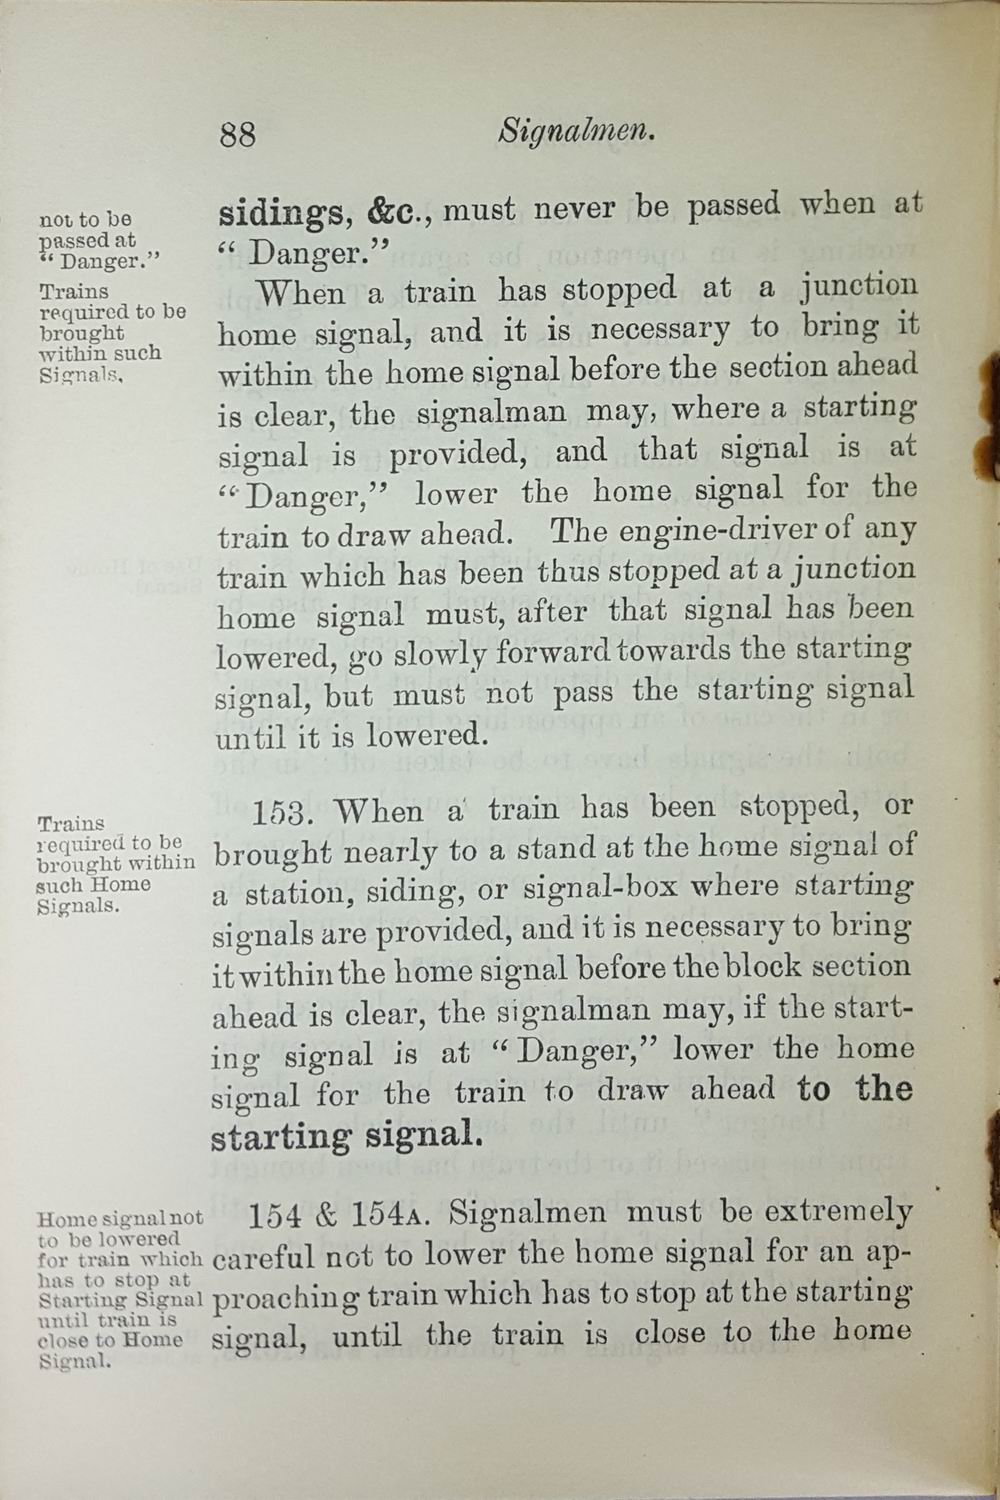 88 Signalmen.
not to be
passed at
“ Danger.”
Trains
required to be
brought
within such
Signals.
sidings, &c., must never be passed when at
“ Danger.”
When a train has stopped at a junction
home signal, and it is necessary to bring it
within the home signal before the section ahead
is clear, the signalman may, where a starting
signal is provided, and that signal is at
“ Danger,” lower the home signal for the
train to draw ahead. The engine-driver of any
train which has been thus stopped at a junction
home signal must, after that signal has been
lowered, go slowly forward towards the starting
signal, but must not pass the starting signal
until it is lowered.
Trains
required to be
brought within
such Home
Signals.
153. When a train has been stopped, or
brought nearly to a stand at the home signal of
a station, siding, or signal-box where starting
signals are provided, and it is necessary to bring
it within the home signal before the block section
ahead is clear, the signalman may, if the start-
ing signal is at “ Danger,” lower the home
signal for the train to draw ahead to the
starting signal.
Home signal not
to be lowered
for train which
has to stop at
Starting Signal
until train is
close to Home
Signal.
154 & 154A. Signalmen must be extremely
careful not to lower the home signal for an ap-
proaching train which has to stop at the starting
signal, until the train is close to the home